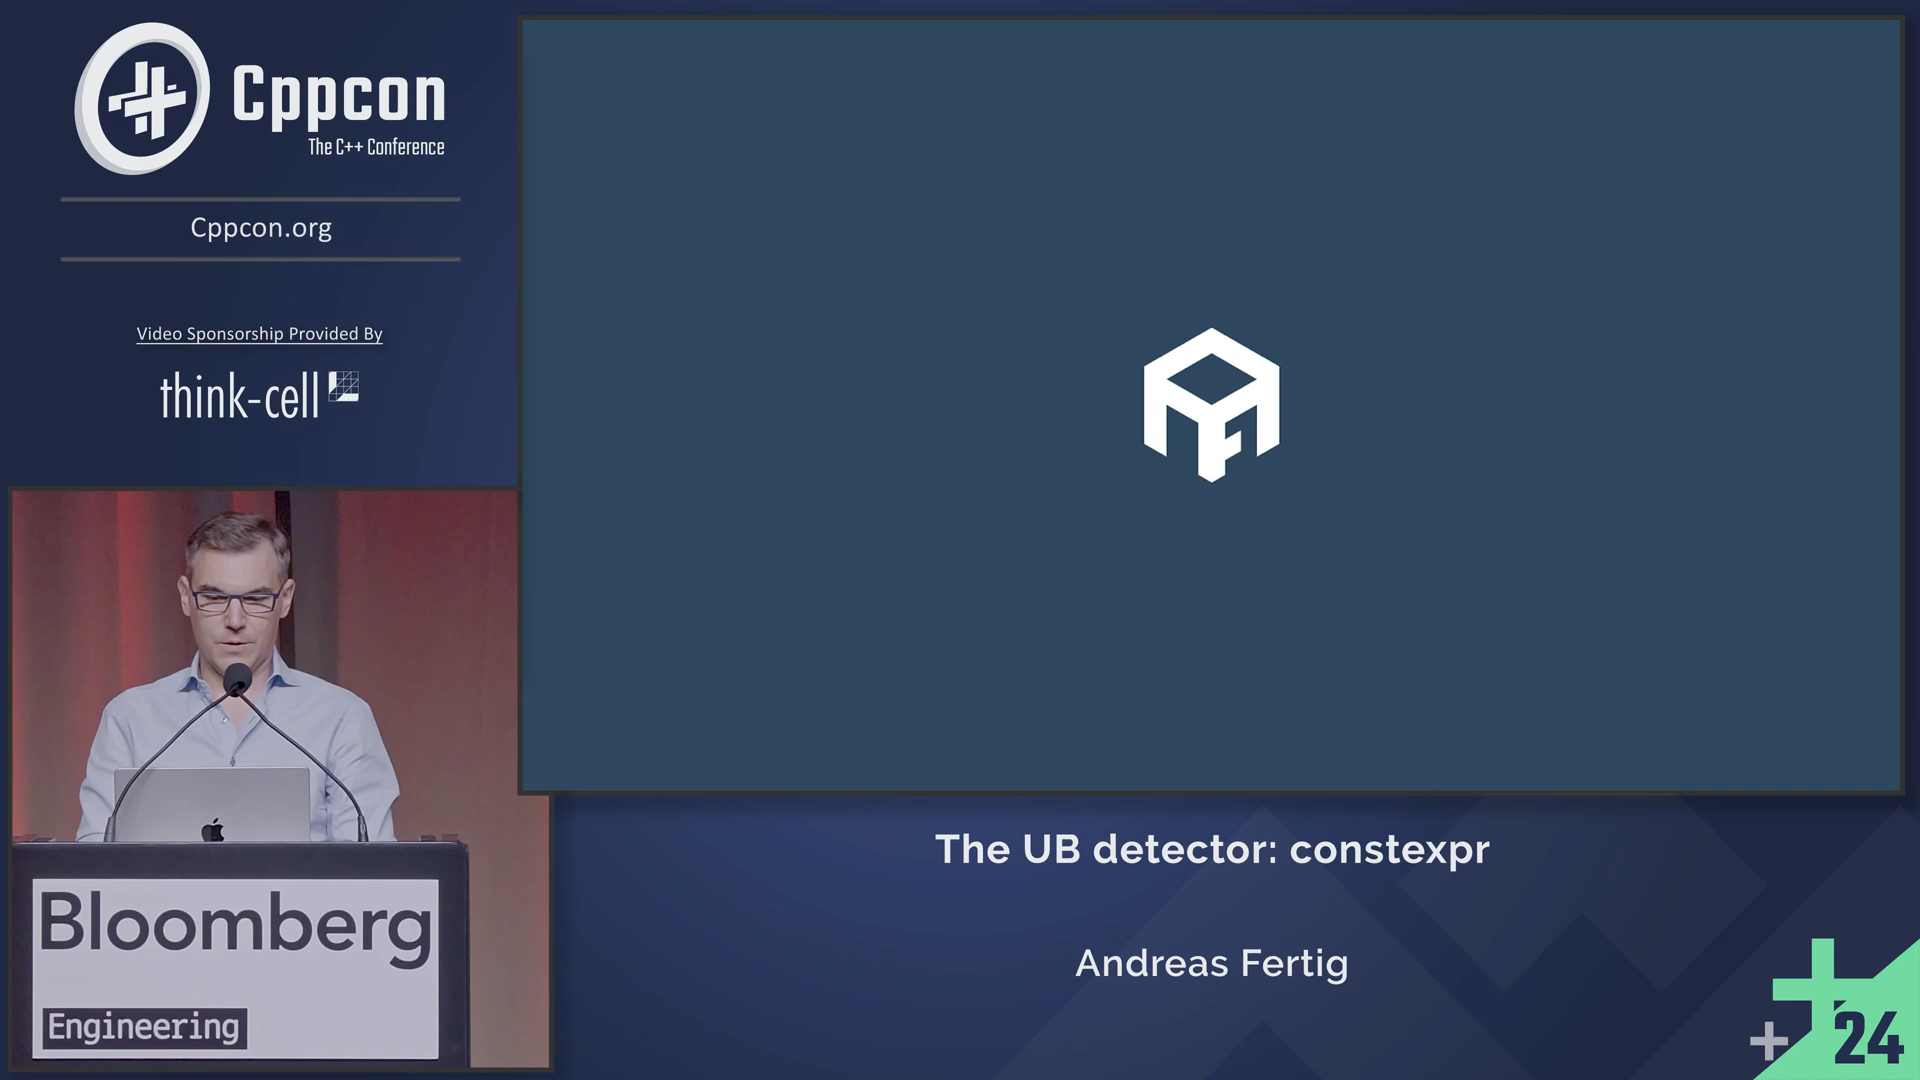 Cppcon
The C++ Conference
Cppcon.org
Video Sponsorship Provided By
think-cell
Bloomberg
Engineering
The UB detector: constexpr
Andreas Fertig
24